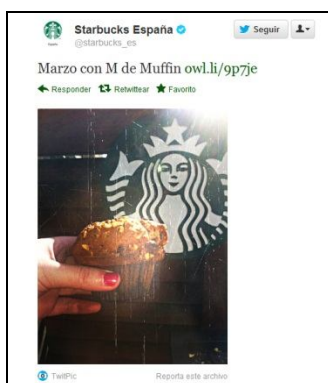 Starbucks España
Seguir
@starbucks_es
Marzo con M de Muffin owl.li/9p7je
Responder Retwittear Favorito
TwitPic Reporta este archivo